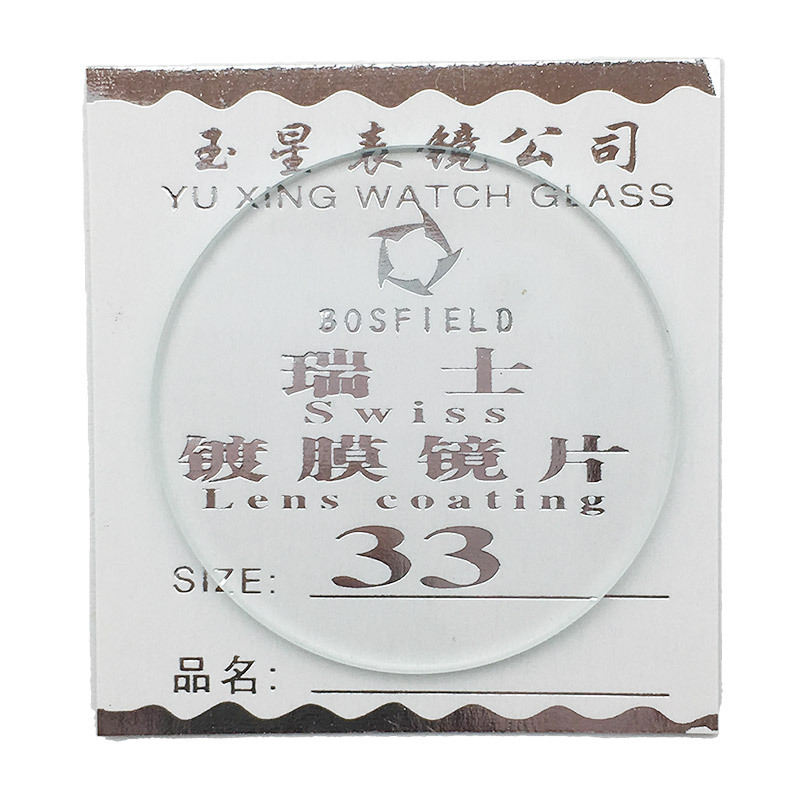 玉星表镜公司
YU XING WATCH GLASS
BOSFIELD
瑞士
Swiss
镀膜镜片
Lens coating
SIZE: 33
品名: